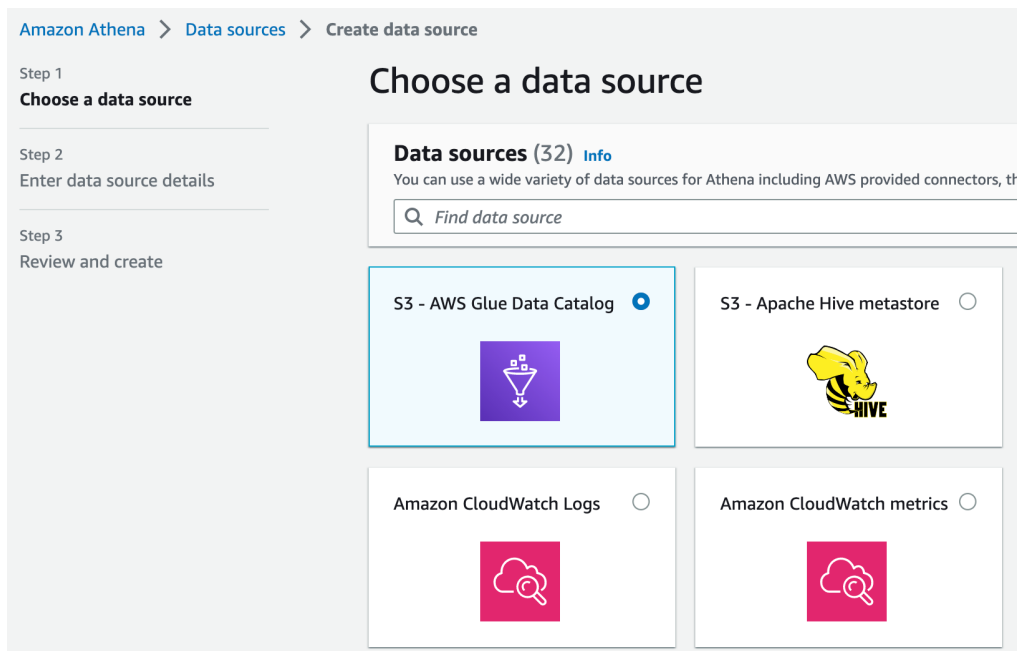 Amazon Athena > Data sources > Create data source
Step 1
Choose a data source
Step 2
Enter data source details
Step 3
Review and create
Choose a data source
Data sources (32) Info
You can use a wide variety of data sources for Athena including AWS provided connectors,
Find data source
S3 - AWS Glue Data Catalog
S3 - Apache Hive metastore
HIVE
Amazon CloudWatch Logs
Amazon CloudWatch metrics